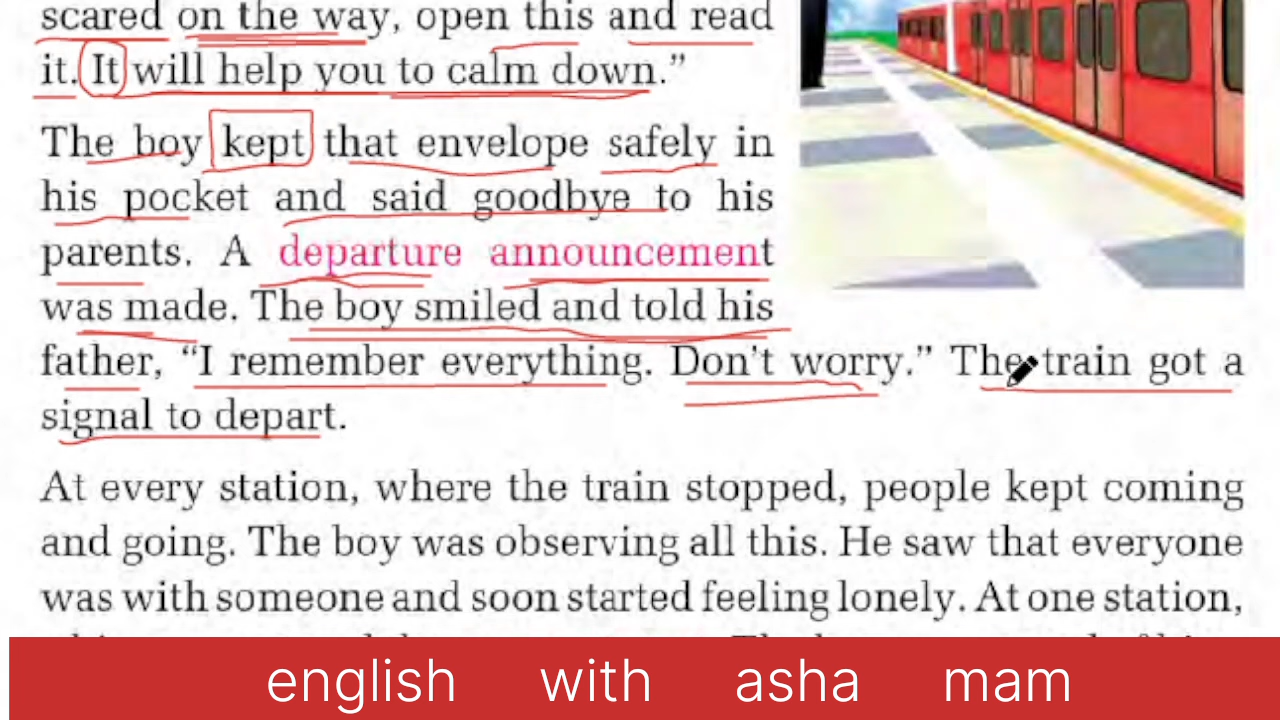 scared on the way, open this and read
it. It will help you to calm down.”
The boy kept that envelope safely in
his pocket and said goodbye to his
parents. A departure announcement
was made. The boy smiled and told his
father, “I remember everything. Don’t worry.” The train got a
signal to depart.
At every station, where the train stopped, people kept coming
and going. The boy was observing all this. He saw that everyone
was with someone and soon started feeling lonely. At one station,
english with asha mam